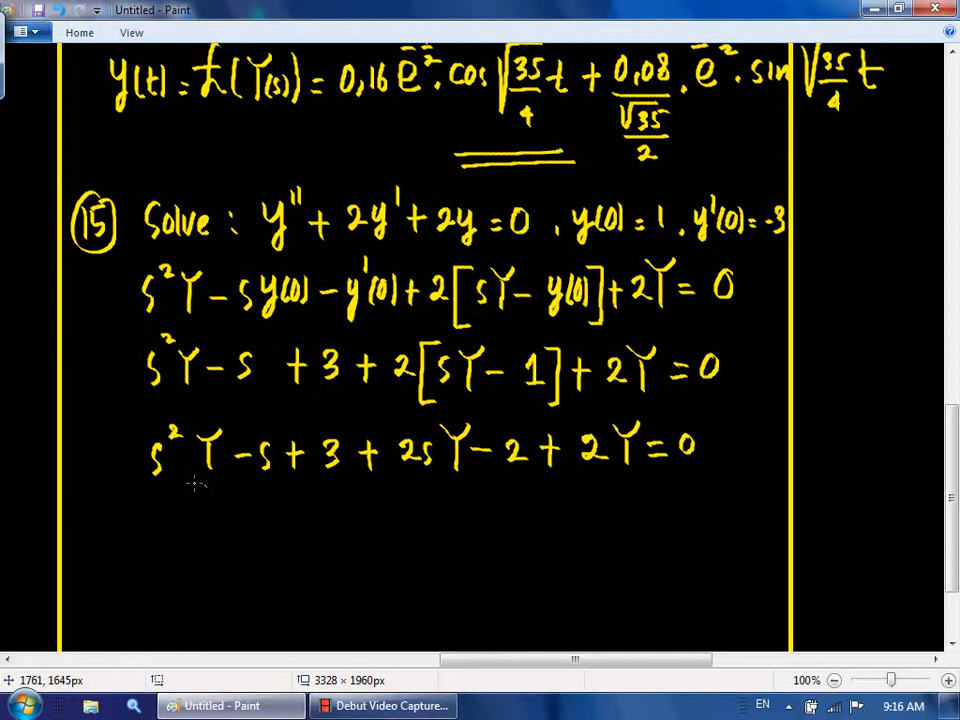 Untitled - Paint
Home View
y(t) = £(Y(s)) = 0,16 e^-2 . cos √35/4 t + 0,08/(√35/2) . e^-2 . sin √35/4 t
15 Solve : y'' + 2y' + 2y = 0 , y(0) = 1 , y'(0) = -3
s²Y - sy(0) - y'(0) + 2[sY - y(0)] + 2Y = 0
s²Y - s + 3 + 2[sY - 1] + 2Y = 0
s²Y - s + 3 + 2sY - 2 + 2Y = 0
1761, 1645px 3328 × 1960px 100%
Untitled - Paint Debut Video Capture... EN 9:16 AM